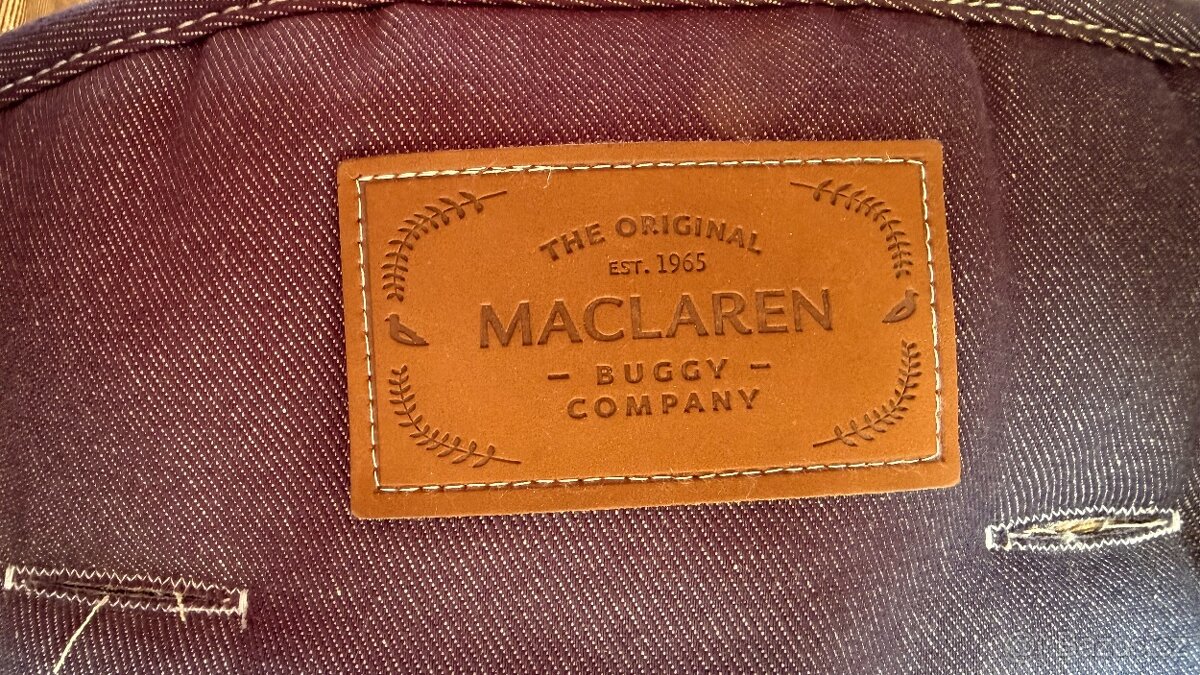 THE ORIGINAL
EST. 1965
MACLAREN
– BUGGY –
COMPANY